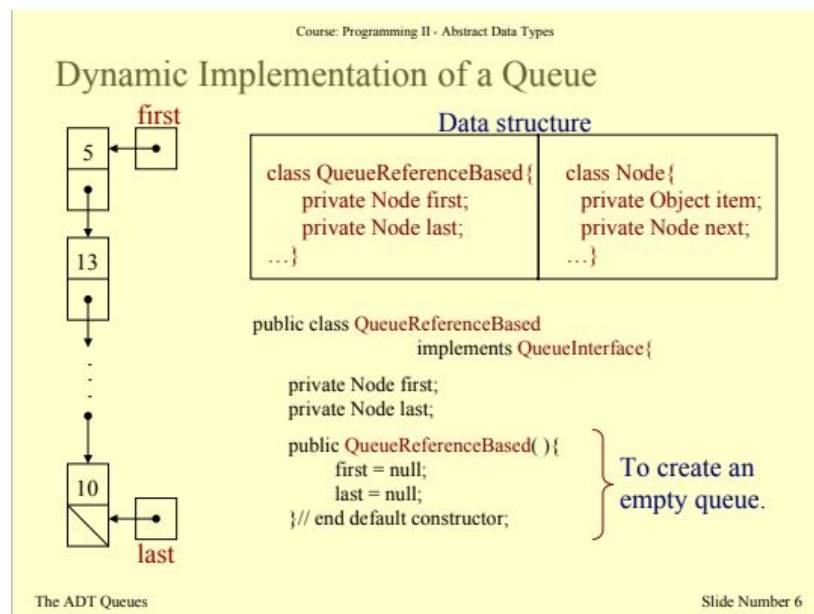 Course: Programming II - Abstract Data Types
Dynamic Implementation of a Queue
first
5
13
10
last
Data structure
class QueueReferenceBased{
private Node first;
private Node last;
…}
class Node{
private Object item;
private Node next;
…}
public class QueueReferenceBased
implements QueueInterface{
private Node first;
private Node last;
public QueueReferenceBased( ){
first = null;
last = null;
}// end default constructor;
To create an
empty queue.
The ADT Queues
Slide Number 6